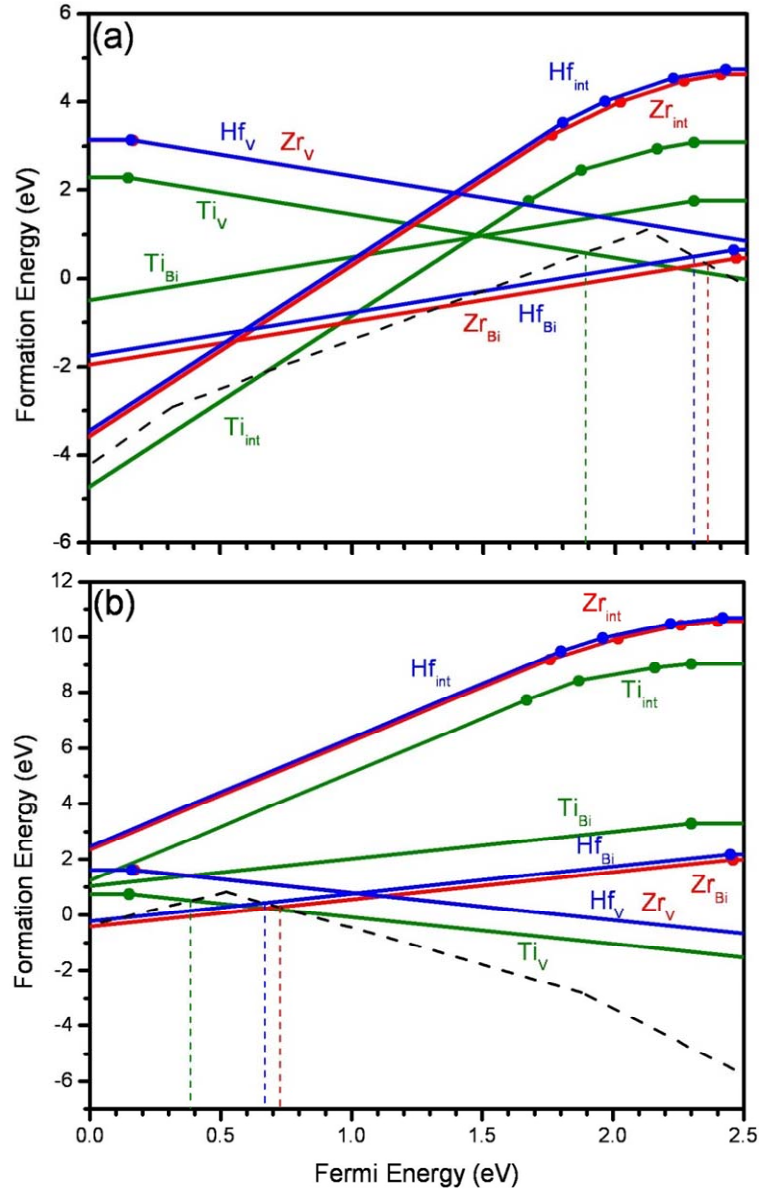 (a)
6
4
2
0
-2
-4
-6
Formation Energy (eV)
Hf_int
Zr_int
Hf_V
Zr_V
Ti_V
Ti_Bi
Hf_Bi
Zr_Bi
Ti_int
(b)
12
10
8
6
4
2
0
-2
-4
-6
Formation Energy (eV)
Zr_int
Hf_int
Ti_int
Ti_Bi
Hf_Bi
Zr_Bi
Hf_V
Zr_V
Ti_V
0.0 0.5 1.0 1.5 2.0 2.5
Fermi Energy (eV)